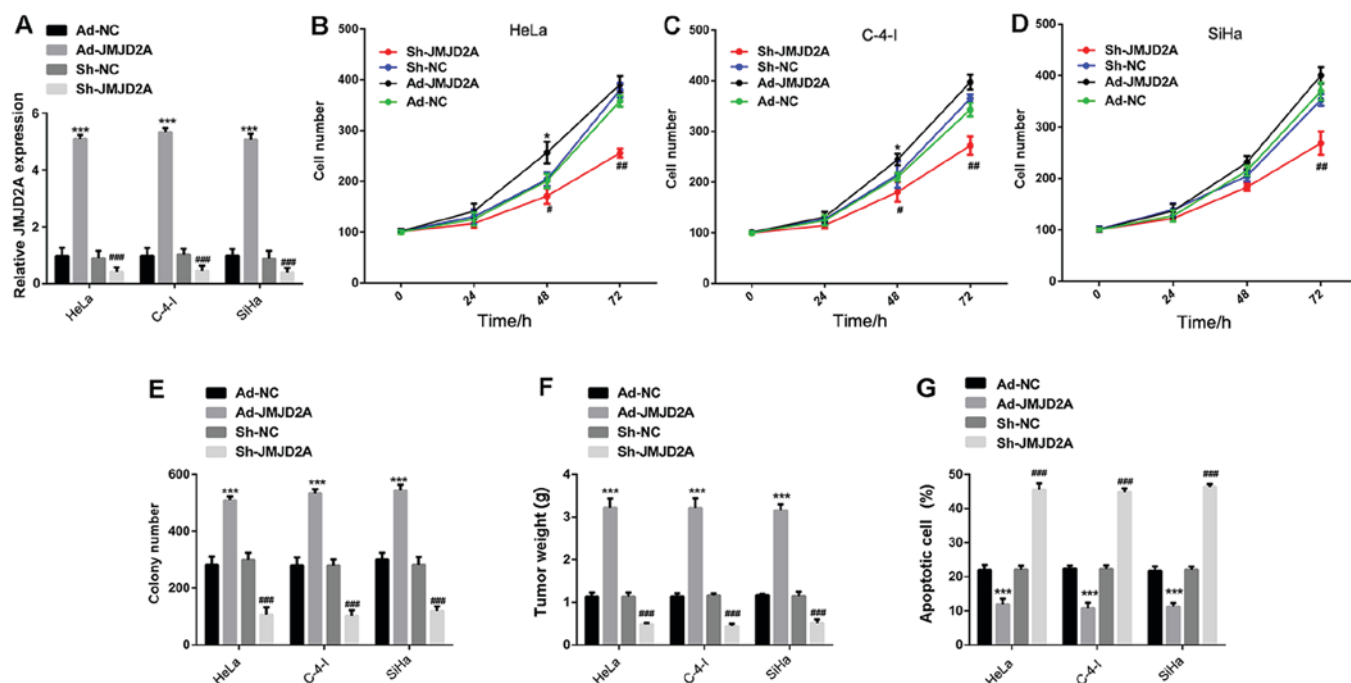 A
Ad-NC
Ad-JMJD2A
Sh-NC
Sh-JMJD2A
Relative JMJD2A expression
8
6
4
2
0
***
***
***
###
###
###
HeLa
C-4-I
SiHa
B
HeLa
Sh-JMJD2A
Sh-NC
Ad-JMJD2A
Ad-NC
Cell number
500
400
300
200
100
0
*
#
##
0
24
48
72
Time/h
C
C-4-I
Sh-JMJD2A
Sh-NC
Ad-JMJD2A
Ad-NC
Cell number
500
400
300
200
100
0
*
#
##
0
24
48
72
Time/h
D
SiHa
Sh-JMJD2A
Sh-NC
Ad-JMJD2A
Ad-NC
Cell number
500
400
300
200
100
0
##
0
24
48
72
Time/h
E
Ad-NC
Ad-JMJD2A
Sh-NC
Sh-JMJD2A
Colony number
600
400
200
0
***
***
***
###
###
###
HeLa
C-4-I
SiHa
F
Ad-NC
Ad-JMJD2A
Sh-NC
Sh-JMJD2A
Tumor weight (g)
4
3
2
1
0
***
***
***
###
###
###
HeLa
C-4-I
SiHa
G
Ad-NC
Ad-JMJD2A
Sh-NC
Sh-JMJD2A
Apoptotic cell (%)
50
40
30
20
10
0
###
###
###
***
***
***
HeLa
C-4-I
SiHa